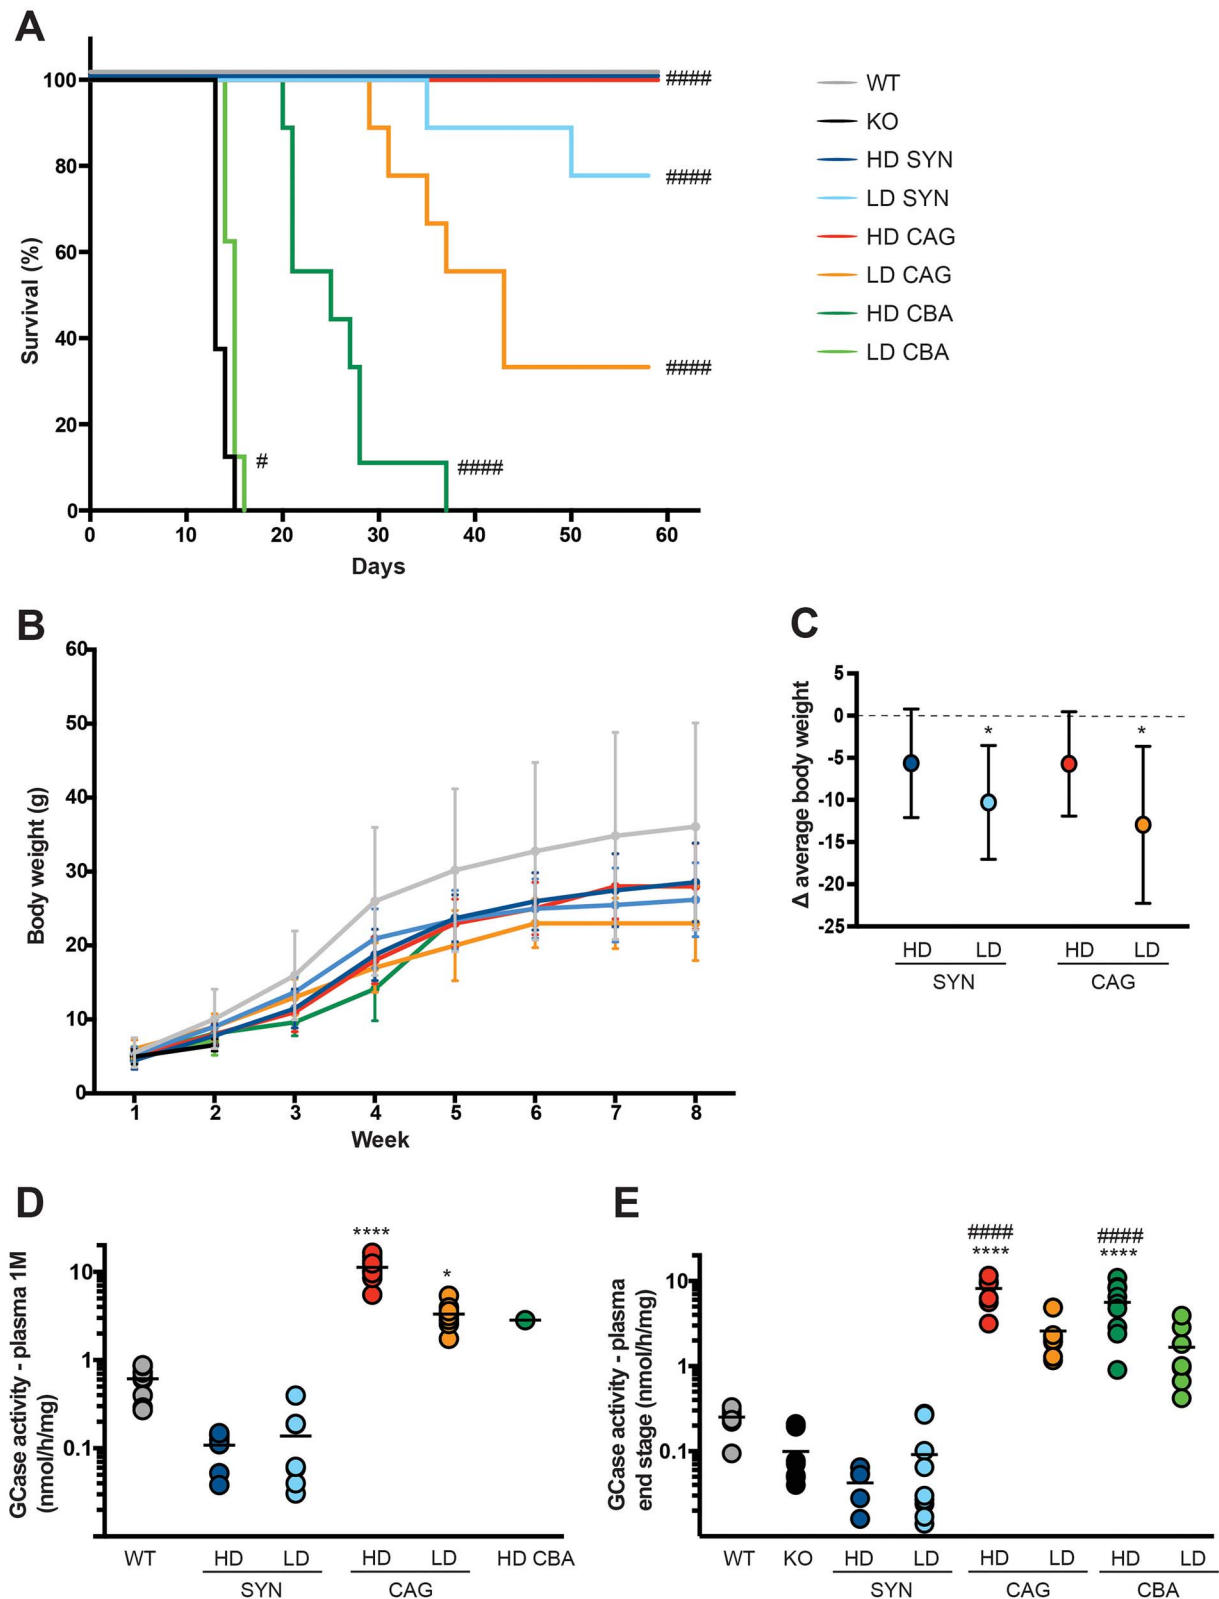 A
100
80
60
40
20
0
Survival (%)
0 10 20 30 40 50 60
Days
####
####
####
####
#
WT
KO
HD SYN
LD SYN
HD CAG
LD CAG
HD CBA
LD CBA
B
60
50
40
30
20
10
0
Body weight (g)
1 2 3 4 5 6 7 8
Week
C
5
0
-5
-10
-15
-20
-25
Δ average body weight
* *
HD LD HD LD
SYN CAG
D
10
1
0.1
GCase activity - plasma 1M
(nmol/h/mg)
****
*
WT HD LD HD LD HD CBA
SYN CAG
E
10
1
0.1
GCase activity - plasma
end stage (nmol/h/mg)
#### ####
**** ****
WT KO HD LD HD LD HD LD
SYN CAG CBA